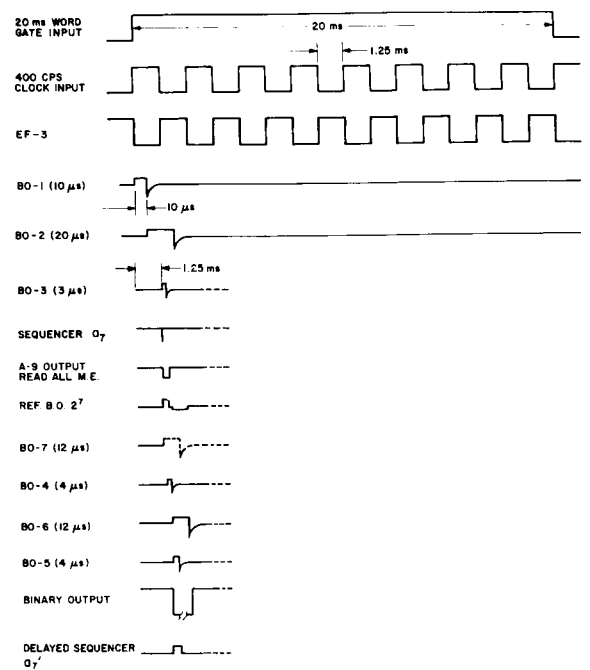 20 ms WORD
GATE INPUT
20 ms
1.25 ms
400 CPS
CLOCK INPUT
EF-3
BO-1 (10 μs)
10 μs
BO-2 (20 μs)
1.25 ms
BO-3 (3 μs)
SEQUENCER a7
A-9 OUTPUT
READ ALL M.E.
REF. B.O. 2⁷
BO-7 (12 μs)
BO-4 (4 μs)
BO-6 (12 μs)
BO-5 (4 μs)
BINARY OUTPUT
DELAYED SEQUENCER
a7'